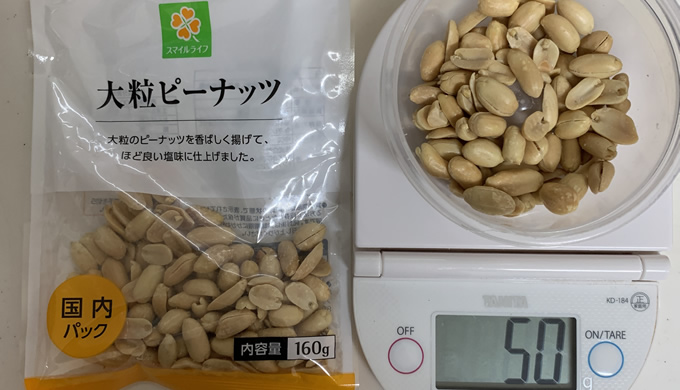 スマイルライフ
大粒ピーナッツ
大粒のピーナッツを香ばしく揚げて、
ほど良い塩味に仕上げました。
国内
パック
内容量 160g
TANITA
KD-184
正
OFF
ON/TARE
50
g